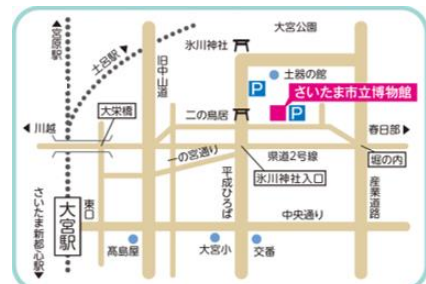 大宮公園
▲宮原駅
土呂駅▼
旧中山道
氷川神社
土器の館
P
さいたま市立博物館
P
大栄橋
二の鳥居
◀川越
春日部▶
一の宮通り
県道2号線
堀の内
氷川神社入口
平成ひろば
産業道路
東口
大宮駅
中央通り
さいたま新都心駅▼
髙島屋
大宮小
交番